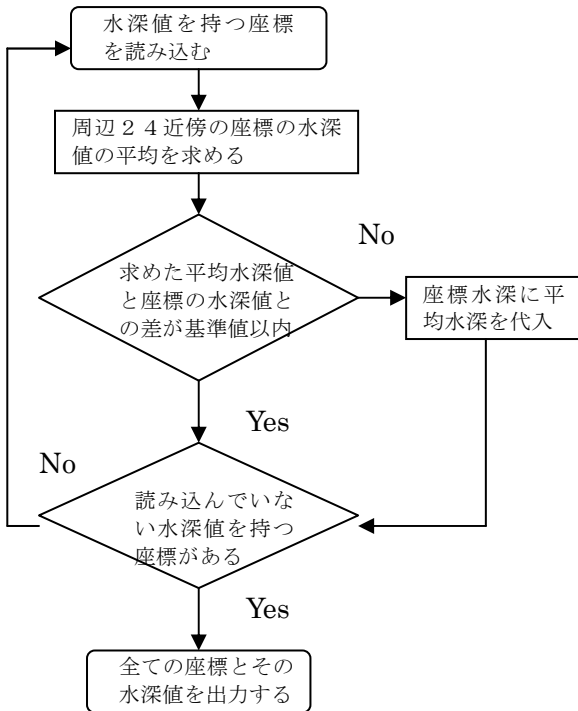 水深値を持つ座標
を読み込む
周辺２４近傍の座標の水深
値の平均を求める
No
求めた平均水深値
と座標の水深値と
の差が基準値以内
座標水深に平
均水深を代入
Yes
No
読み込んでいな
い水深値を持つ
座標がある
Yes
全ての座標とその
水深値を出力する